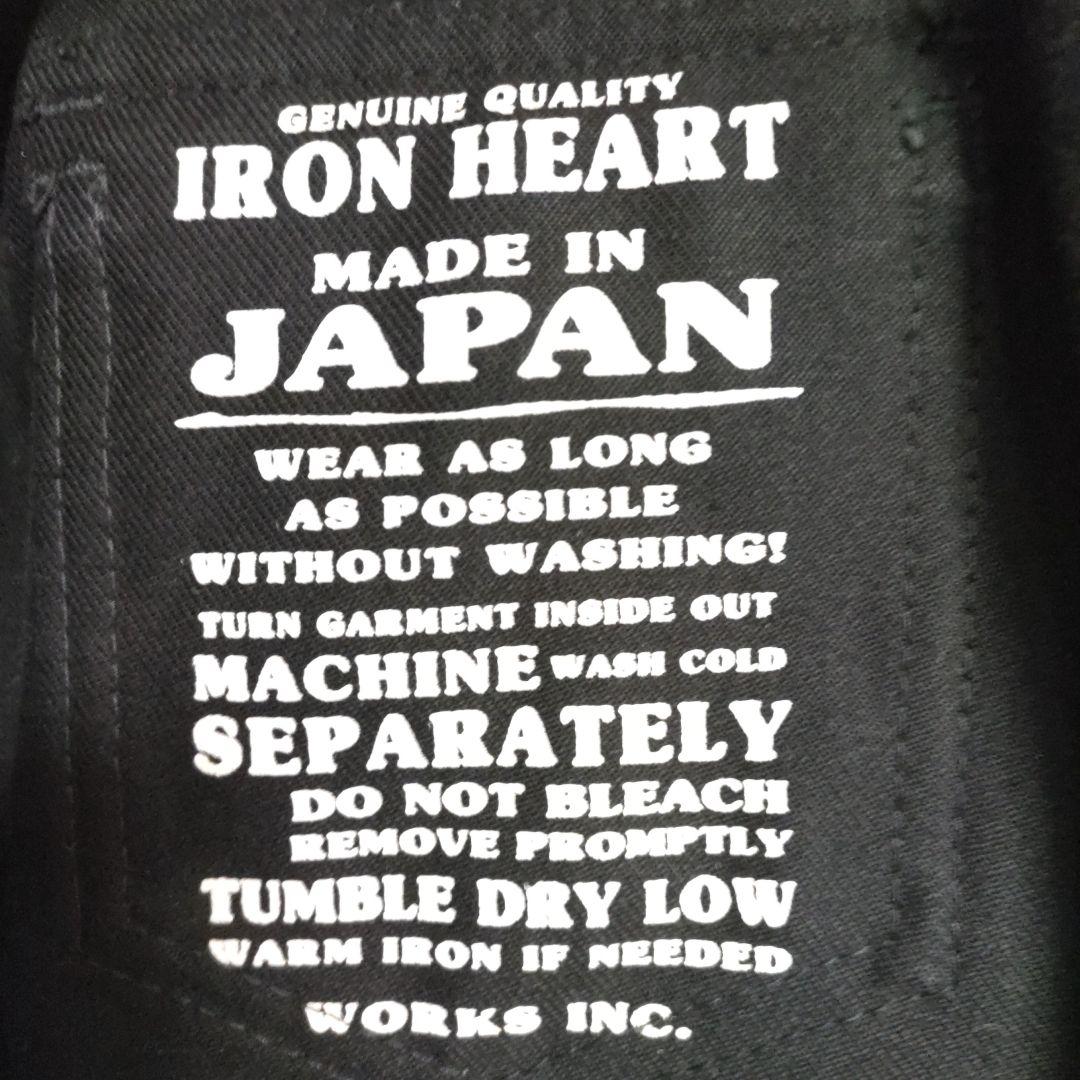 GENUINE QUALITY
IRON HEART
MADE IN
JAPAN
WEAR AS LONG
AS POSSIBLE
WITHOUT WASHING!
TURN GARMENT INSIDE OUT
MACHINE WASH COLD
SEPARATELY
DO NOT BLEACH
REMOVE PROMPTLY
TUMBLE DRY LOW
WARM IRON IF NEEDED
WORKS INC.